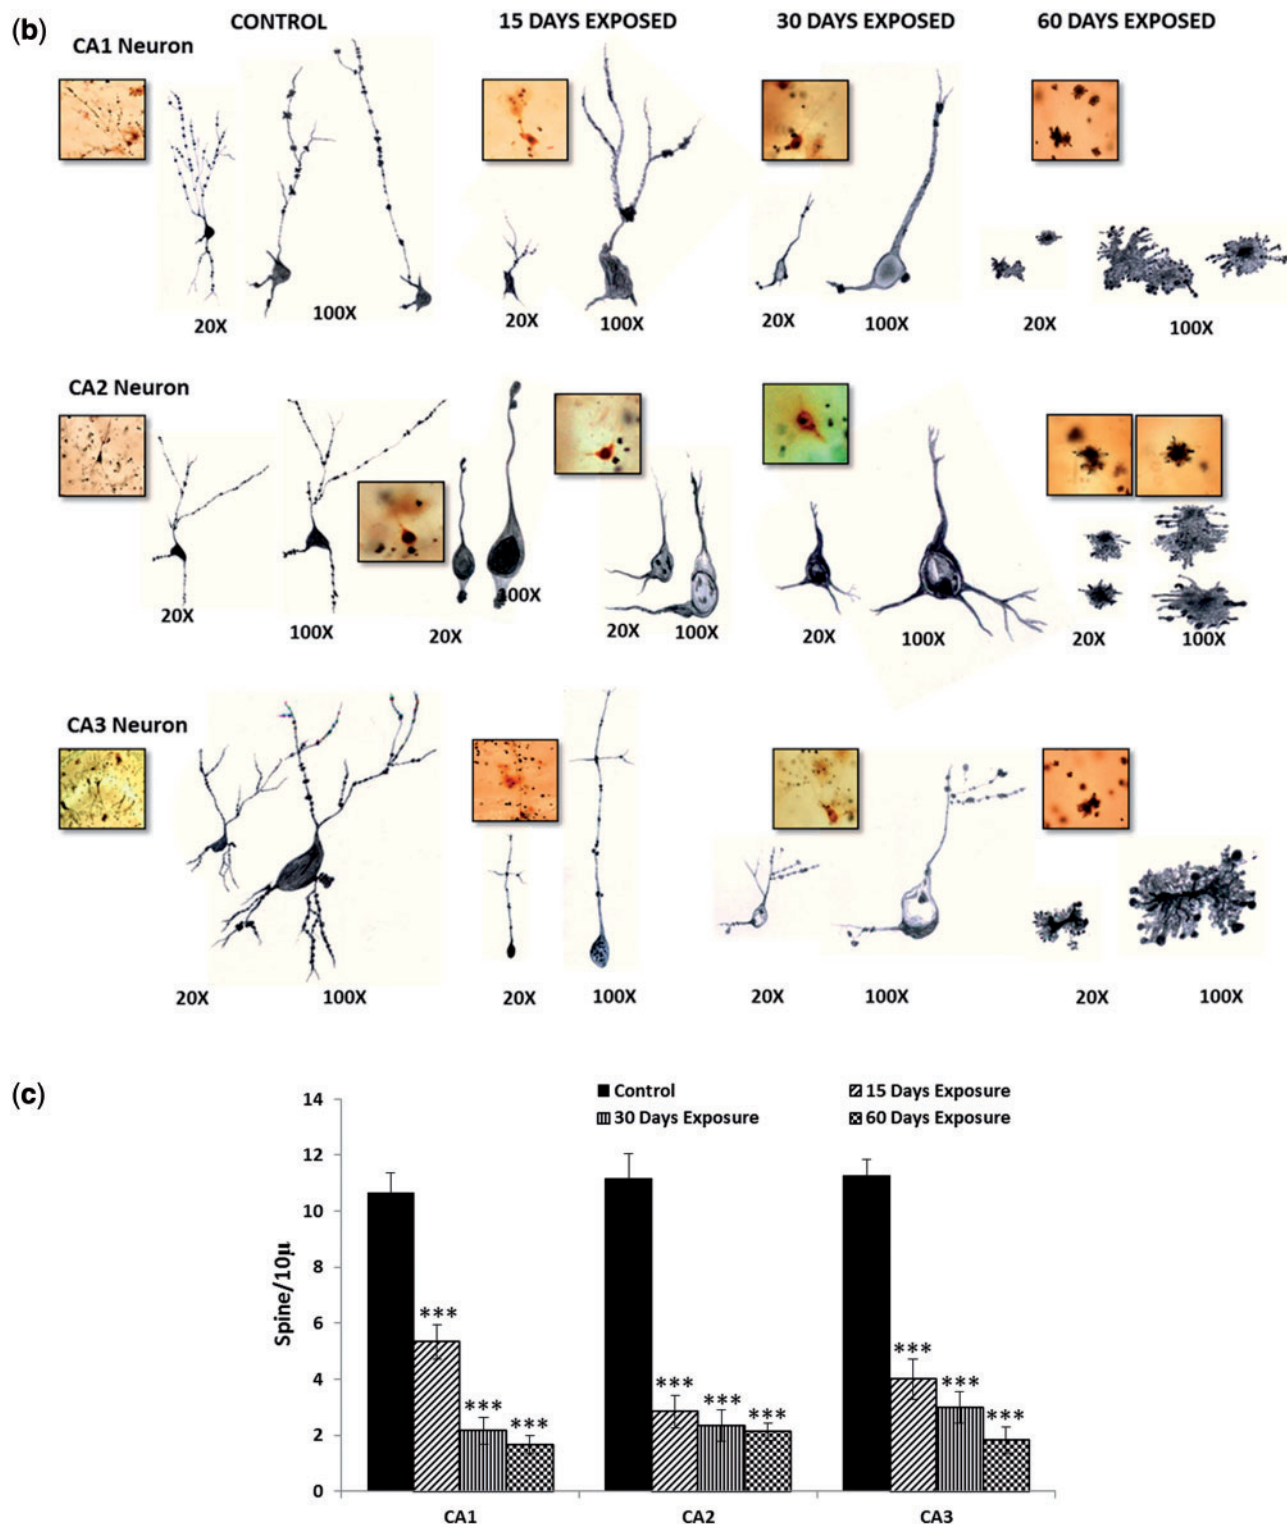 (b)
CONTROL 15 DAYS EXPOSED 30 DAYS EXPOSED 60 DAYS EXPOSED
CA1 Neuron
20X 100X 20X 100X 20X 100X 20X 100X
CA2 Neuron
20X 100X 20X 100X 20X 100X 20X 100X 20X 100X
CA3 Neuron
20X 100X 20X 100X 20X 100X 20X 100X
(c)
Control 15 Days Exposure
30 Days Exposure 60 Days Exposure
Spine/10μ
14
12
10
8
6
4
2
0
*** *** ***
*** *** ***
*** *** ***
CA1 CA2 CA3